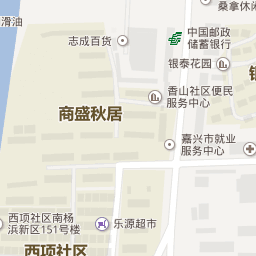 滑油
桑拿休闲
志成百货
中国邮政
储蓄银行
银泰花园
银
香山社区便民
服务中心
商盛秋居
嘉兴市就业
服务中心
西项社区南杨
浜新区151号楼
乐源超市
西项社区